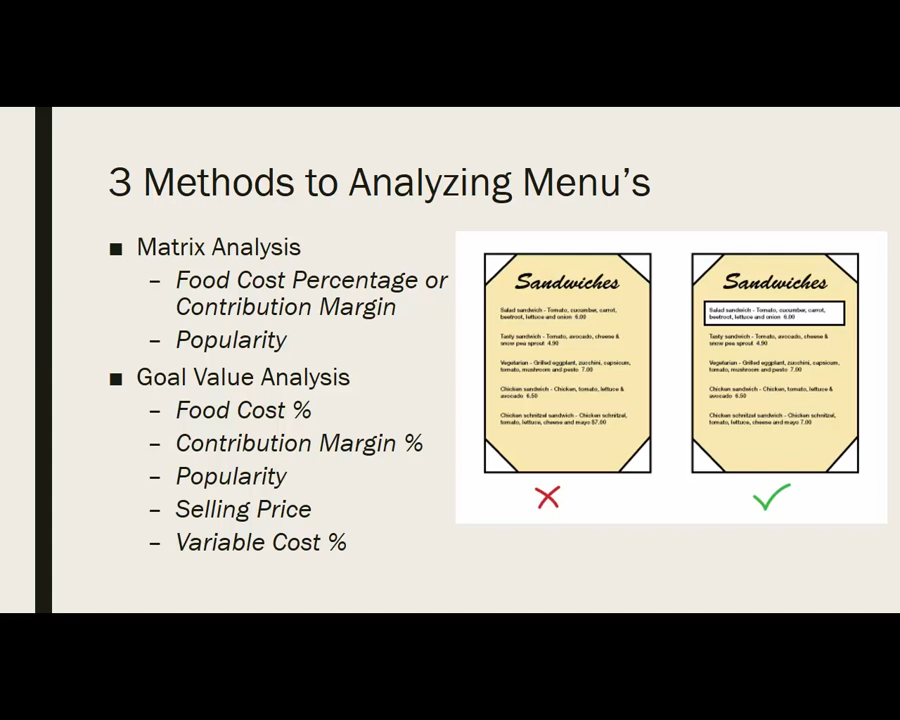 3 Methods to Analyzing Menu's
■ Matrix Analysis
– Food Cost Percentage or
Contribution Margin
– Popularity
■ Goal Value Analysis
– Food Cost %
– Contribution Margin %
– Popularity
– Selling Price
– Variable Cost %
Sandwiches
Salad sandwich - Tomato, cucumber, carrot,
beetroot, lettuce and onion 6.00
Tasty sandwich - Tomato, avocado, cheese &
snow pea sprout 4.90
Vegetarian - Grilled eggplant, zucchini, capsicum,
tomato, mushroom and pesto 7.00
Chicken sandwich - Chicken, tomato, lettuce &
avocado 6.50
Chicken schnitzel sandwich - Chicken schnitzel,
tomato, lettuce, cheese and mayo $7.00
Sandwiches
Salad sandwich - Tomato, cucumber, carrot,
beetroot, lettuce and onion 6.00
Tasty sandwich - Tomato, avocado, cheese &
snow pea sprout 4.90
Vegetarian - Grilled eggplant, zucchini, capsicum,
tomato, mushroom and pesto 7.00
Chicken sandwich - Chicken, tomato, lettuce &
avocado 6.50
Chicken schnitzel sandwich - Chicken schnitzel,
tomato, lettuce, cheese and mayo 7.00